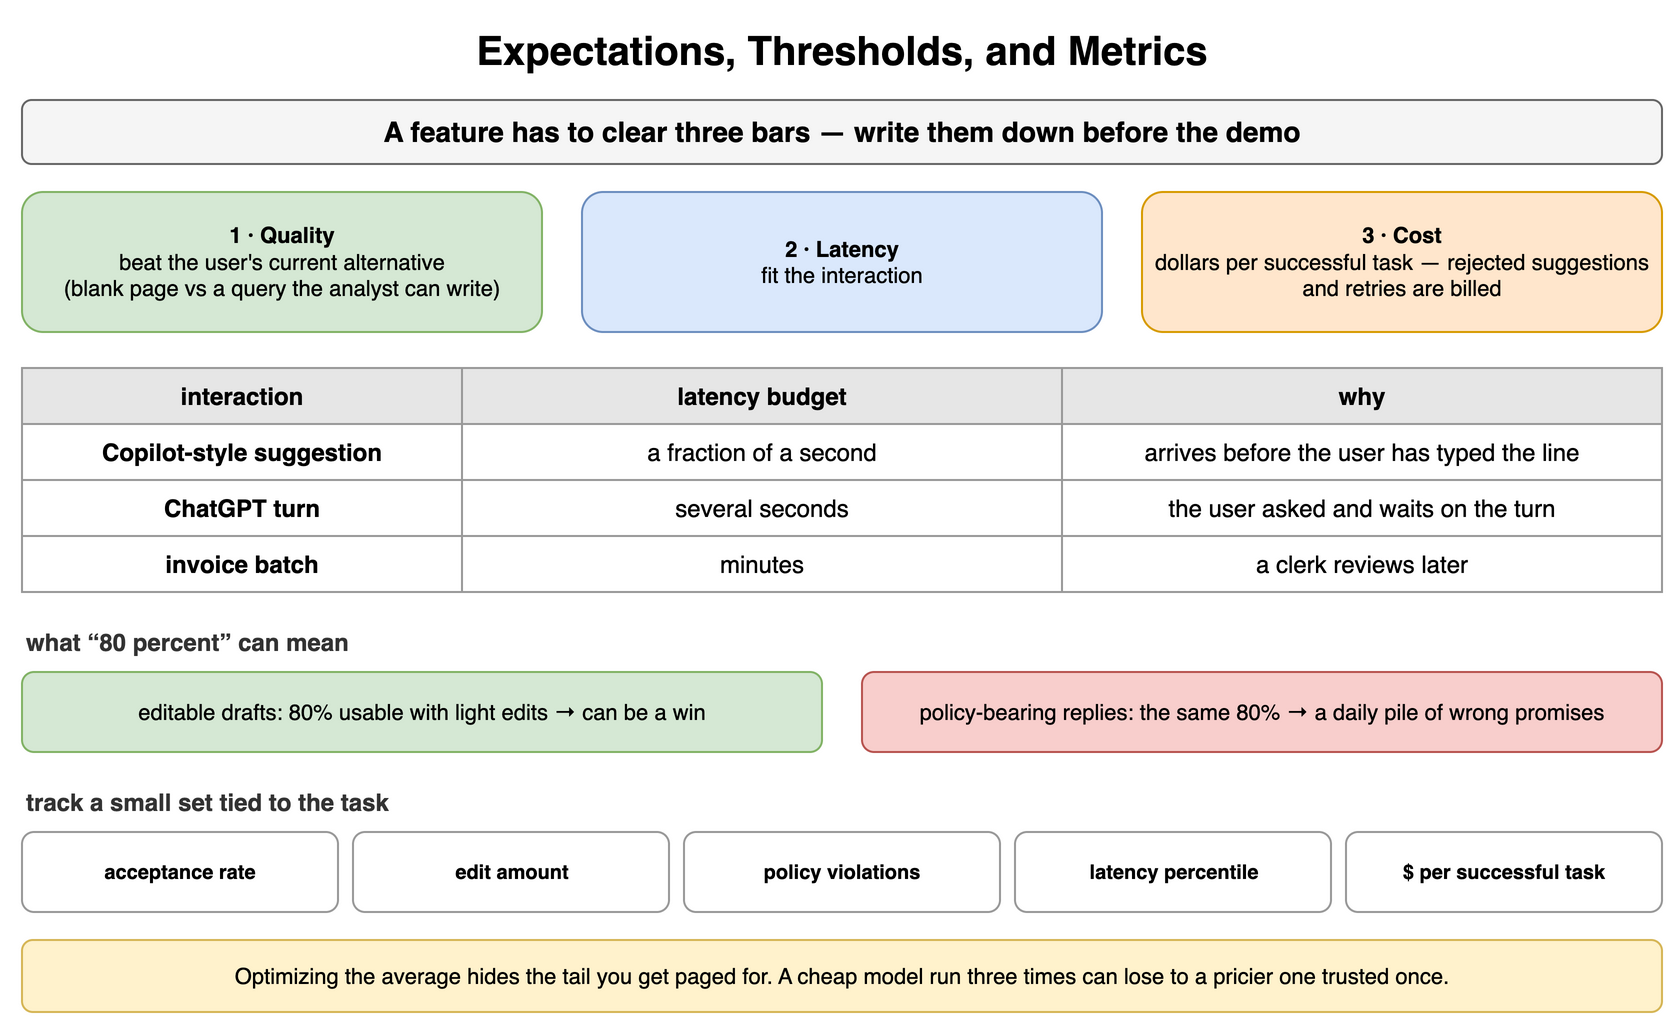 Expectations, Thresholds, and Metrics
A feature has to clear three bars — write them down before the demo
1 · Quality
beat the user's current alternative
(blank page vs a query the analyst can write)
2 · Latency
fit the interaction
3 · Cost
dollars per successful task — rejected suggestions
and retries are billed
interaction latency budget why
Copilot-style suggestion a fraction of a second arrives before the user has typed the line
ChatGPT turn several seconds the user asked and waits on the turn
invoice batch minutes a clerk reviews later
what “80 percent” can mean
editable drafts: 80% usable with light edits → can be a win
policy-bearing replies: the same 80% → a daily pile of wrong promises
track a small set tied to the task
acceptance rate
edit amount
policy violations
latency percentile
$ per successful task
Optimizing the average hides the tail you get paged for. A cheap model run three times can lose to a pricier one trusted once.